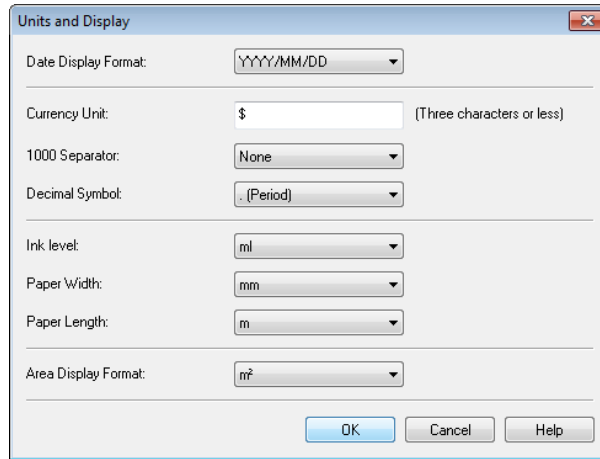 Units and Display
Date Display Format: YYYY/MM/DD
Currency Unit: $ (Three characters or less)
1000 Separator: None
Decimal Symbol: . (Period)
Ink level: ml
Paper Width: mm
Paper Length: m
Area Display Format: m²
OK Cancel Help